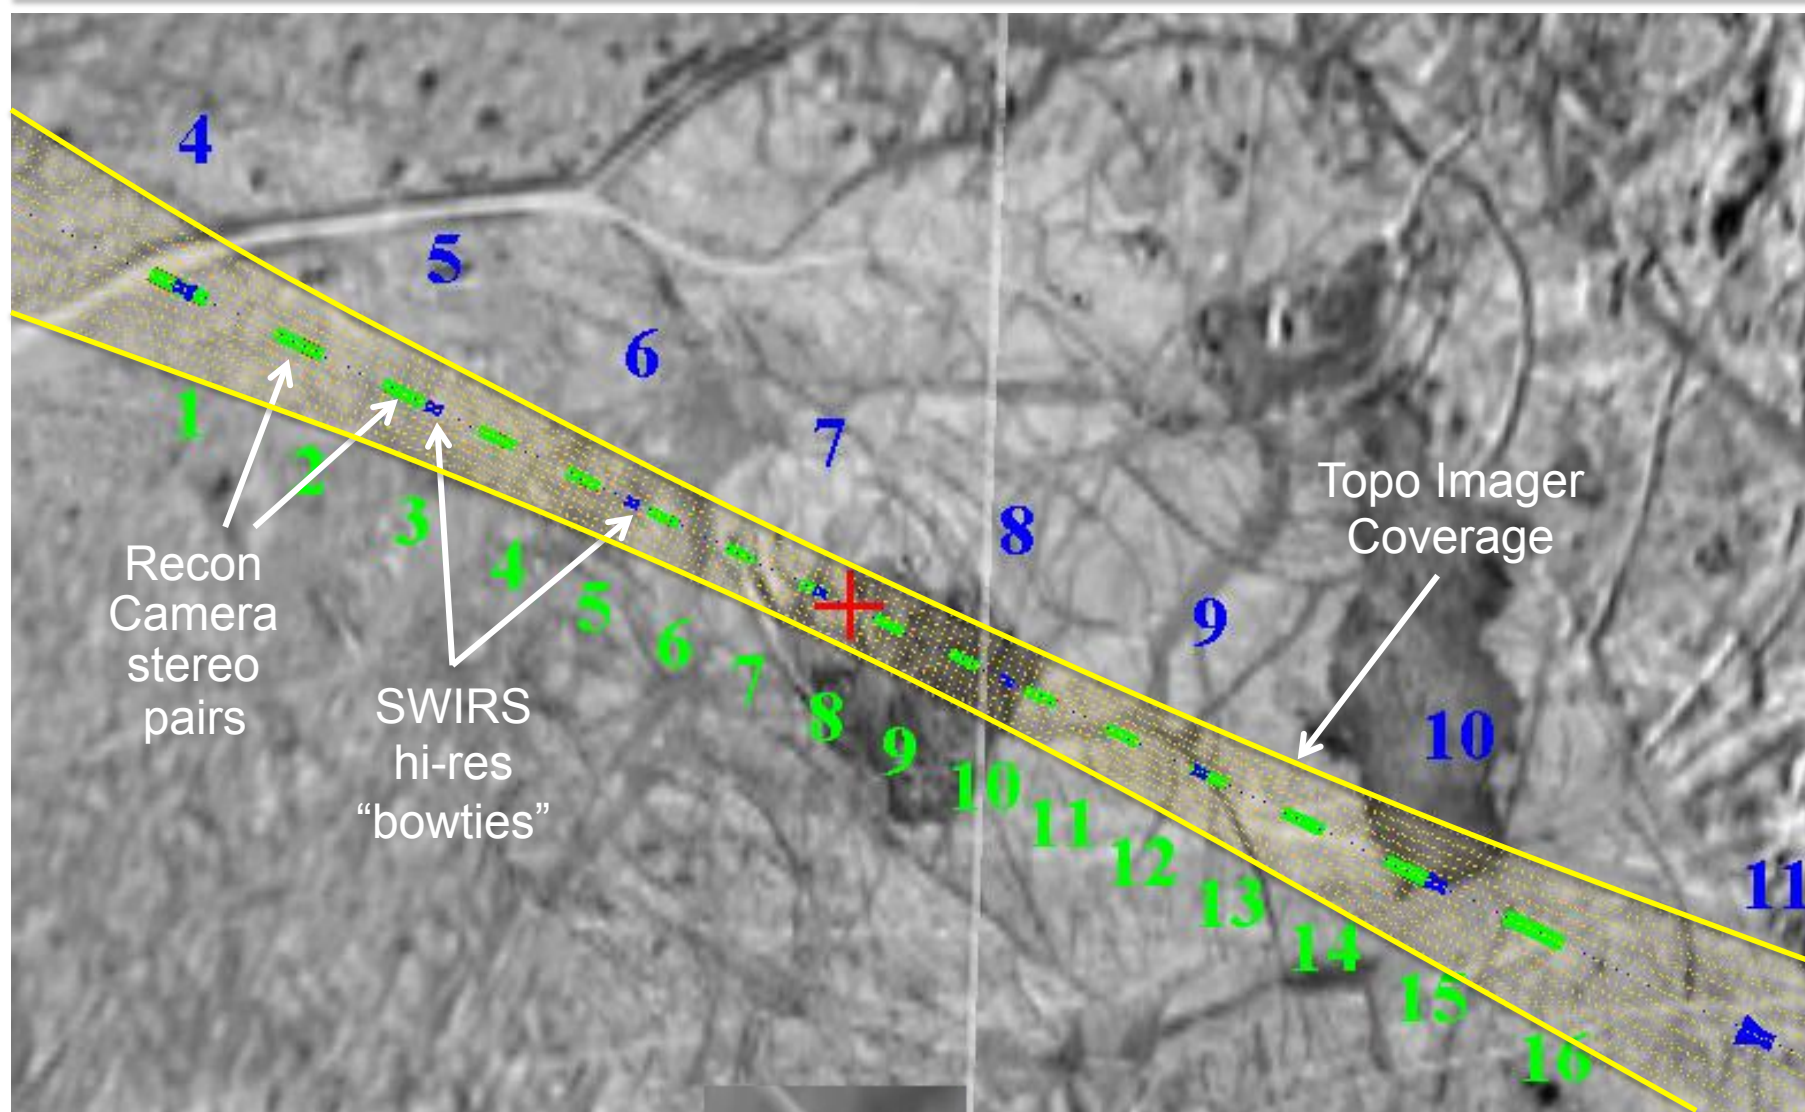 4
5
6
7
8
9
10
11
1
2
3
4
5
6
7
8
9
10
11
12
13
14
15
16
Recon
Camera
stereo
pairs
SWIRS
hi-res
“bowties”
Topo Imager
Coverage